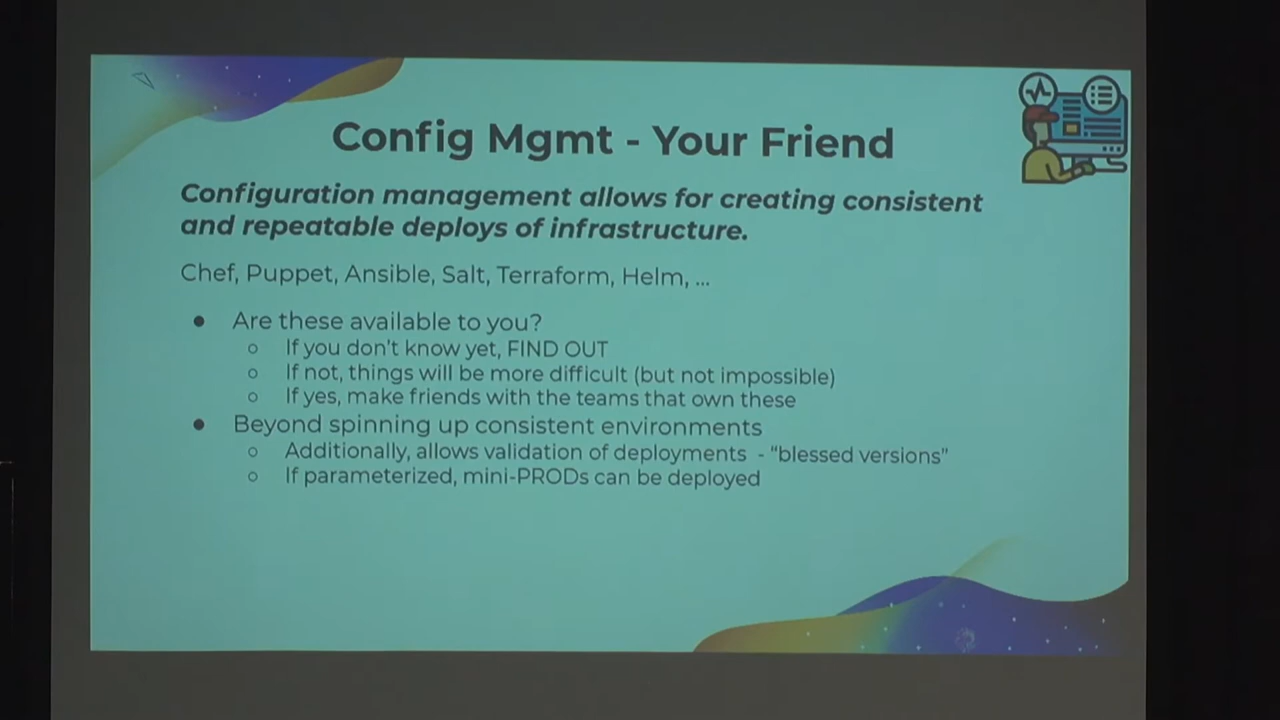 Config Mgmt - Your Friend
Configuration management allows for creating consistent
and repeatable deploys of infrastructure.
Chef, Puppet, Ansible, Salt, Terraform, Helm, ...
● Are these available to you?
○ If you don't know yet, FIND OUT
○ If not, things will be more difficult (but not impossible)
○ If yes, make friends with the teams that own these
● Beyond spinning up consistent environments
○ Additionally, allows validation of deployments - “blessed versions”
○ If parameterized, mini-PRODs can be deployed